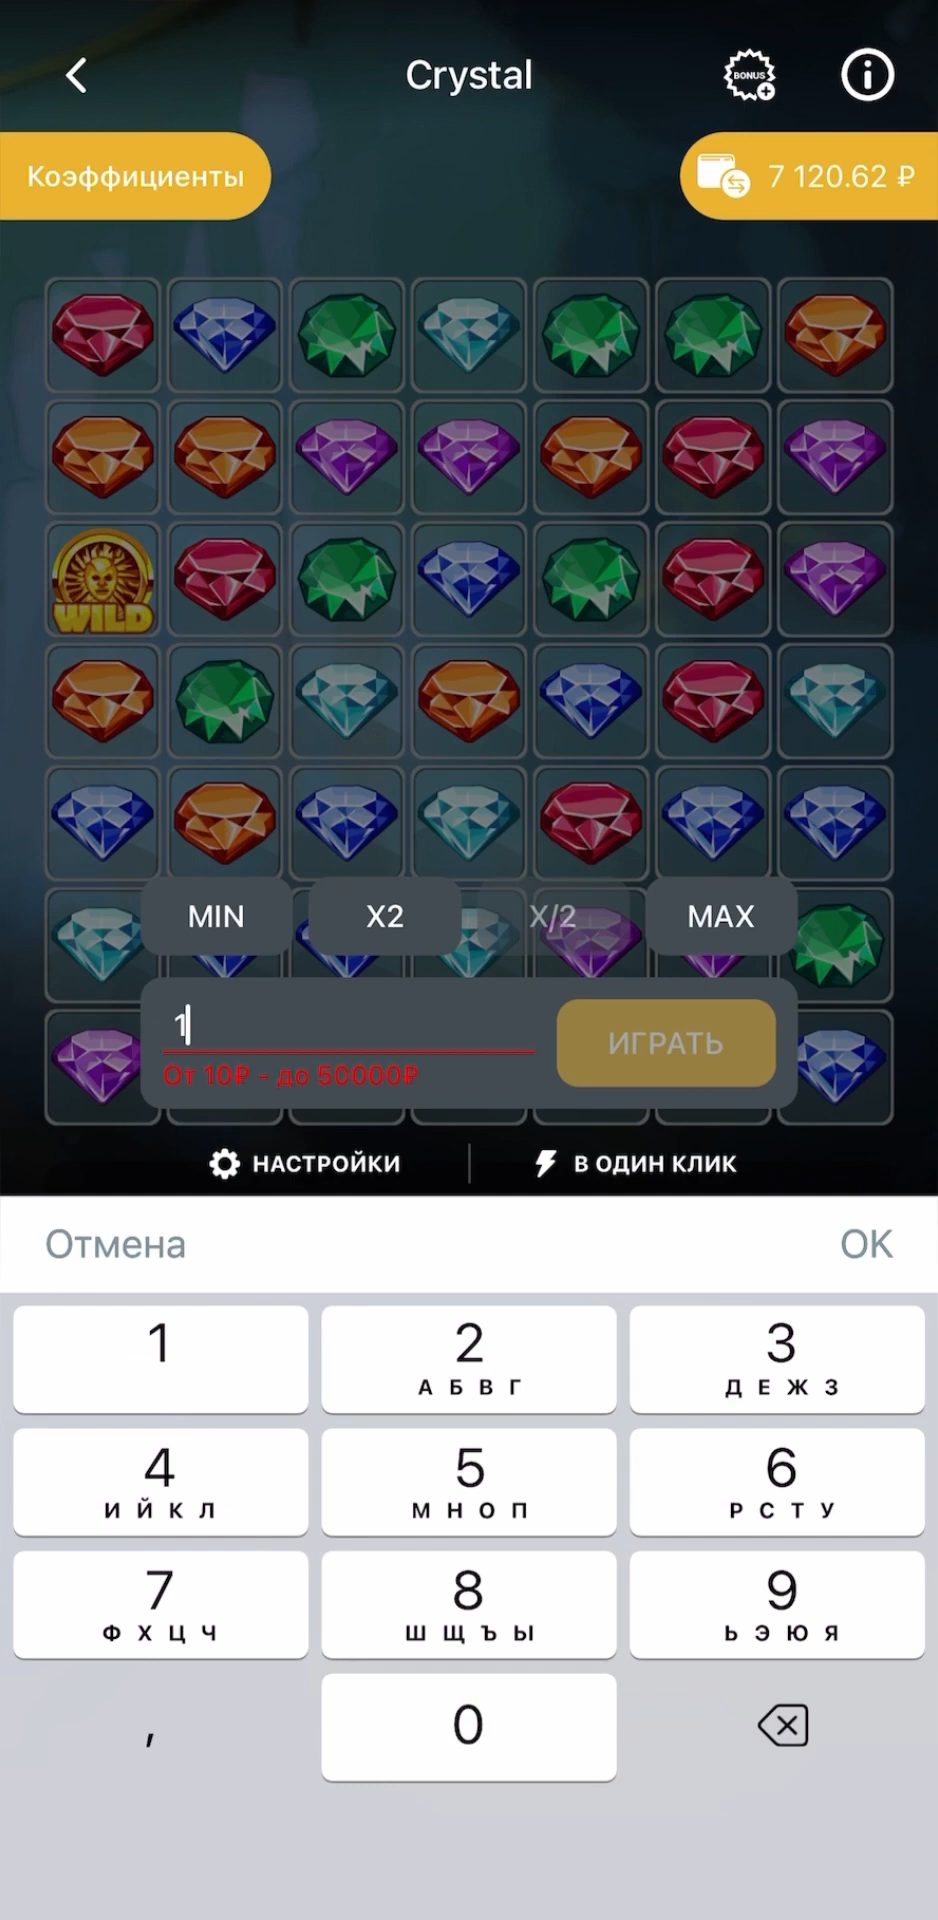 Crystal
BONUS
Коэффициенты
7 120.62 ₽
WILD
MIN X2 X/2 MAX
1
ИГРАТЬ
От 10₽ - до 50000₽
НАСТРОЙКИ
В ОДИН КЛИК
Отмена
OK
1 2 3
А Б В Г Д Е Ж З
4 5 6
И Й К Л М Н О П Р С Т У
7 8 9
Ф Х Ц Ч Ш Щ Ъ Ы Ь Э Ю Я
, 0